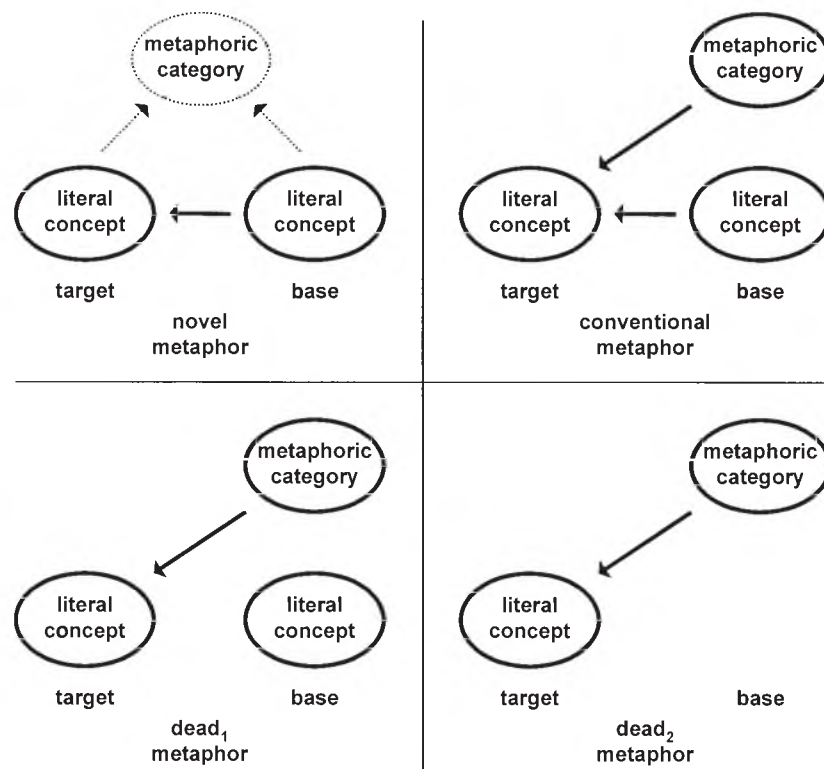 metaphoric
category
literal
concept
literal
concept
target
base
novel
metaphor
metaphoric
category
literal
concept
literal
concept
target
base
conventional
metaphor
metaphoric
category
literal
concept
literal
concept
target
base
dead1
metaphor
metaphoric
category
literal
concept
target
base
dead2
metaphor